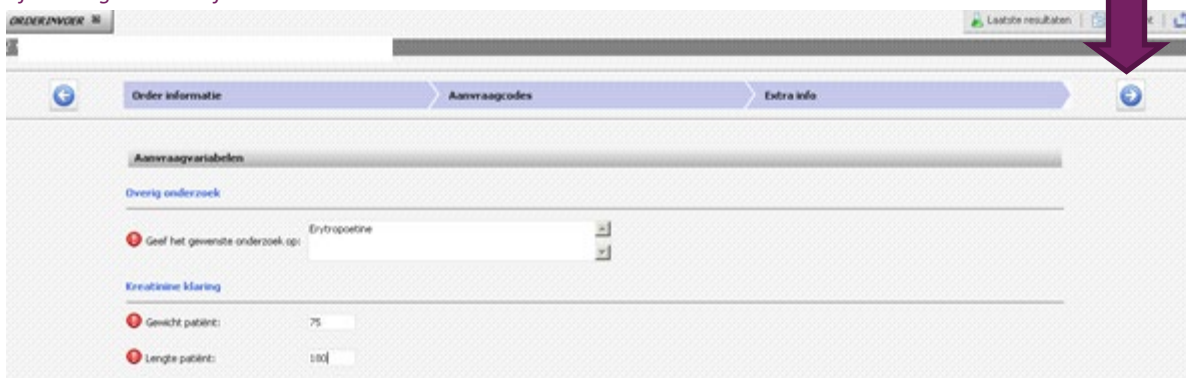 ORDERINVOER
Laatste resultaten
Order informatie
Aanvraagcodes
Extra info
Aanvraagvariabelen
Overig onderzoek
Geef het gewenste onderzoek op:
Erytropoetine
Kreatinine klaring
Gewicht patiënt:
75
Lengte patiënt:
180